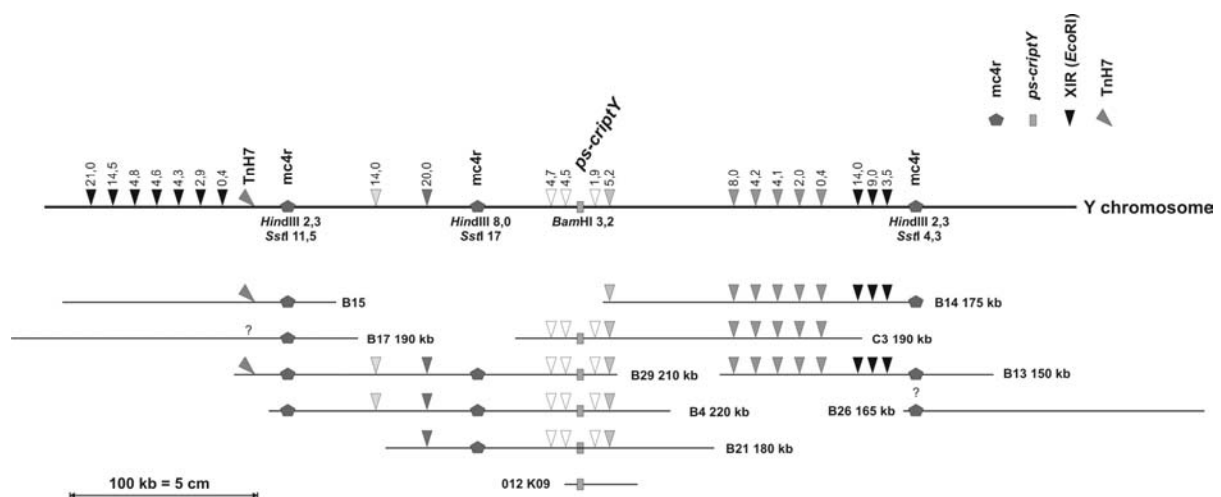 mc4r
ps-criptY
XIR (EcoRI)
TnH7
21,0
14,5
4,8
4,6
4,3
2,9
0,4
TnH7
mc4r
14,0
20,0
mc4r
4,7
4,5
ps-criptY
1,9
5,2
8,0
4,2
4,1
2,0
0,4
14,0
9,0
3,5
mc4r
Y chromosome
HindIII 2,3
SstI 11,5
HindIII 8,0
SstI 17
BamHI 3,2
HindIII 2,3
SstI 4,3
B15
B14 175 kb
?
B17 190 kb
C3 190 kb
B29 210 kb
B13 150 kb
B4 220 kb
?
B26 165 kb
B21 180 kb
012 K09
100 kb = 5 cm